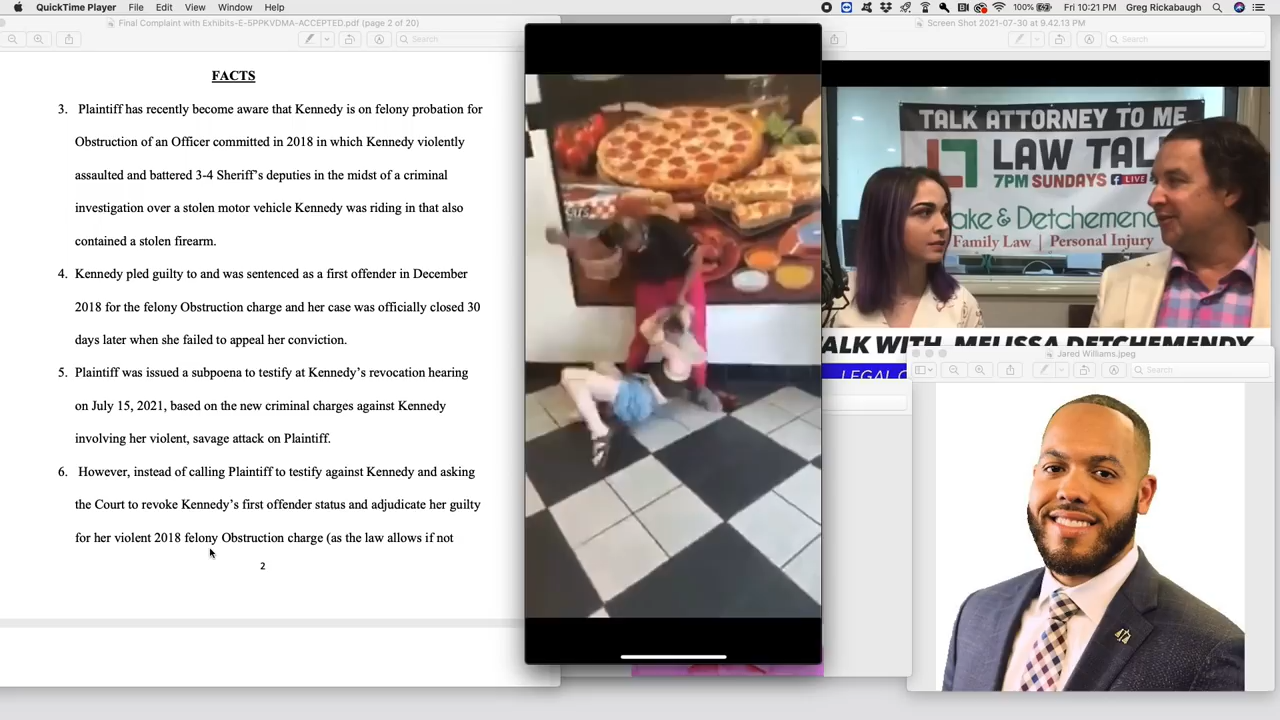 QuickTime Player File Edit View Window Help
100% Fri 10:21 PM Greg Rickabaugh
Final Complaint with Exhibits-E-5PPKVDMA-ACCEPTED.pdf (page 2 of 20)
Search
FACTS
3. Plaintiff has recently become aware that Kennedy is on felony probation for
Obstruction of an Officer committed in 2018 in which Kennedy violently
assaulted and battered 3-4 Sheriff's deputies in the midst of a criminal
investigation over a stolen motor vehicle Kennedy was riding in that also
contained a stolen firearm.
4. Kennedy pled guilty to and was sentenced as a first offender in December
2018 for the felony Obstruction charge and her case was officially closed 30
days later when she failed to appeal her conviction.
5. Plaintiff was issued a suppoena to testify at Kennedy's revocation hearing
on July 15, 2021, based on the new criminal charges against Kennedy
involving her violent, savage attack on Plaintiff.
6. However, instead of calling Plaintiff to testify against Kennedy and asking
the Court to revoke Kennedy's first offender status and adjudicate her guilty
for her violent 2018 felony Obstruction charge (as the law allows if not
2
Screen Shot 2021-07-30 at 9.42.13 PM
Search
TALK ATTORNEY TO ME
LAW TAL
7PM SUNDAYS f LIVE
ake & Detchemend
Family Law | Personal Injury
ALK WITH MELISSA DETCHEMENDY
LEGAL
Jared Williams.jpeg
Search